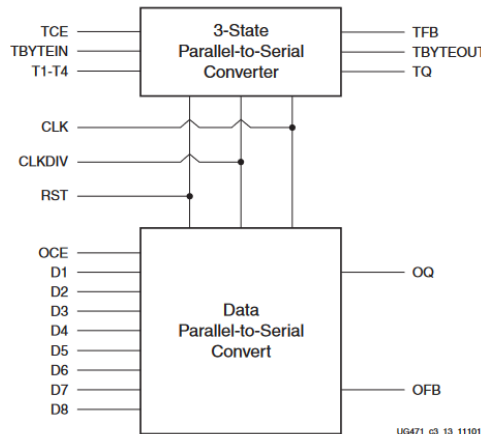 TCE
TBYTEIN
T1-T4
3-State
Parallel-to-Serial
Converter
TFB
TBYTEOUT
TQ
CLK
CLKDIV
RST
OCE
D1
D2
D3
D4
D5
D6
D7
D8
Data
Parallel-to-Serial
Convert
OQ
OFB
UG471_c3_13_11101